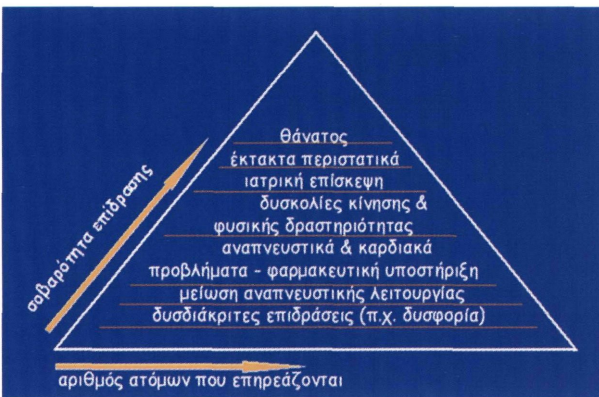 θάνατος
έκτακτα περιστατικά
ιατρική επίσκεψη
δυσκολίες κίνησης &
φυσικής δραστηριότητας
αναπνευστικά & καρδιακά
προβλήματα - φαρμακευτική υποστήριξη
μείωση αναπνευστικής λειτουργίας
δυσδιάκριτες επιδράσεις (π.χ. δυσφορία)
σοβαρότητα επίδρασης
αριθμός ατόμων που επηρεάζονται